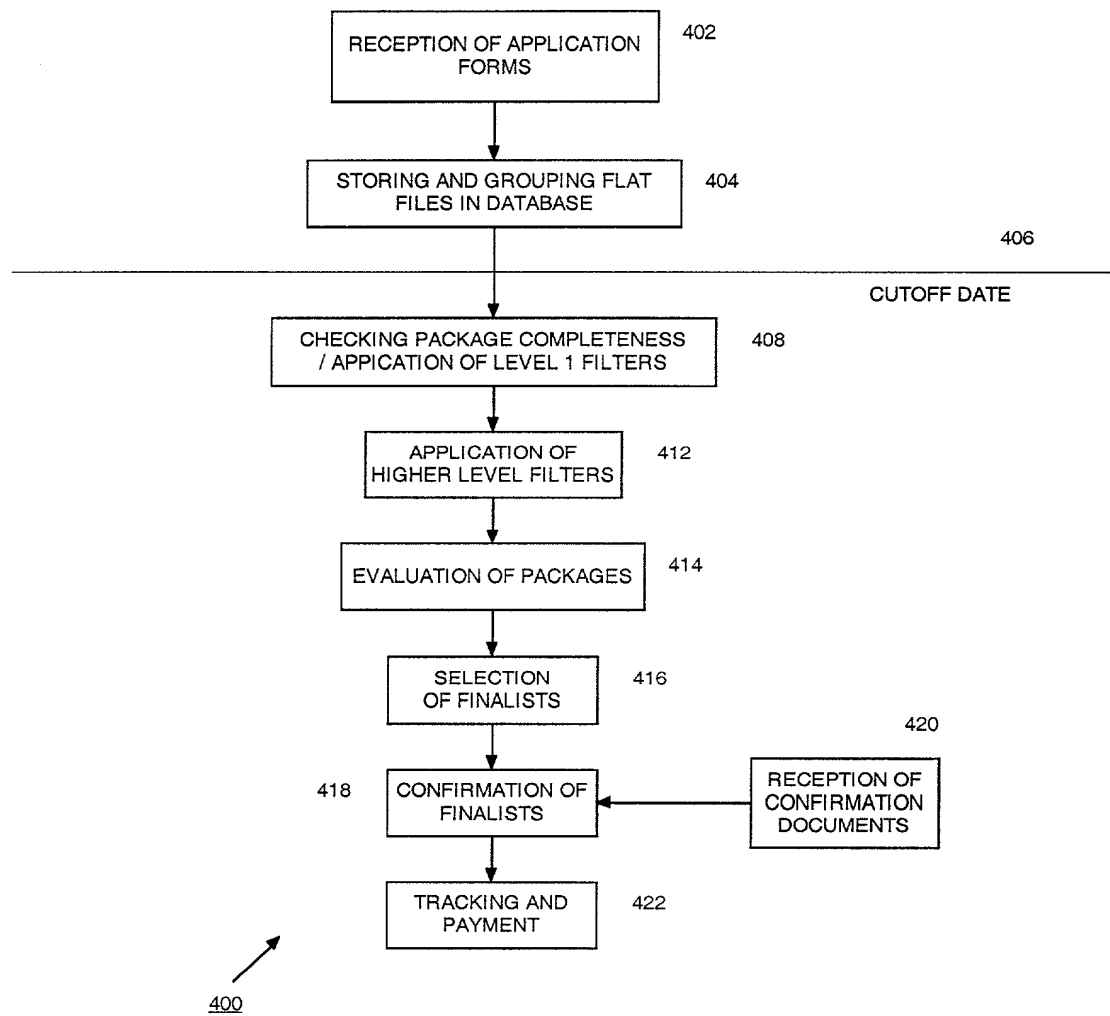 RECEPTION OF APPLICATION
FORMS
402
STORING AND GROUPING FLAT
FILES IN DATABASE
404
406
CUTOFF DATE
CHECKING PACKAGE COMPLETENESS
/ APPICATION OF LEVEL 1 FILTERS
408
APPLICATION OF
HIGHER LEVEL FILTERS
412
EVALUATION OF PACKAGES
414
SELECTION
OF FINALISTS
416
420
418
CONFIRMATION OF
FINALISTS
RECEPTION OF
CONFIRMATION
DOCUMENTS
TRACKING AND
PAYMENT
422
400